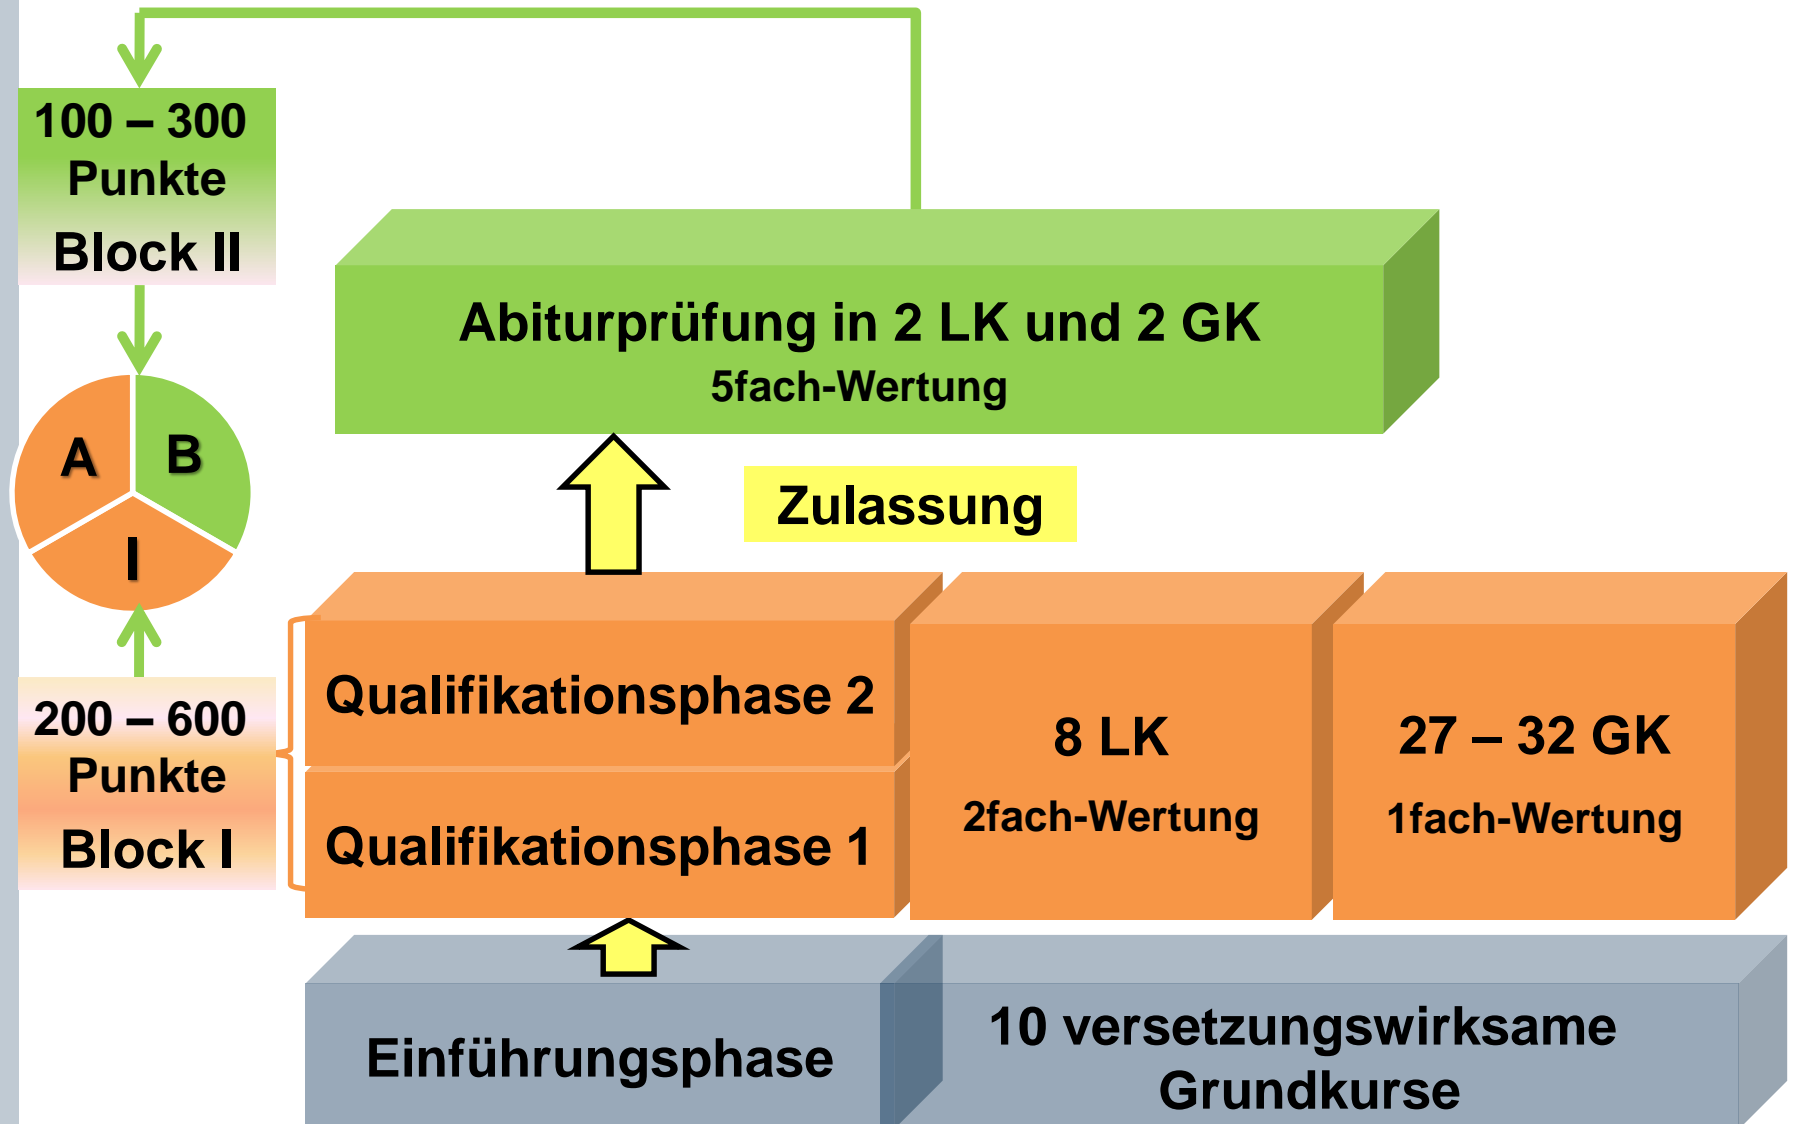 100 – 300
Punkte
Block II
Abiturprüfung in 2 LK und 2 GK
5fach-Wertung
A
B
I
Zulassung
200 – 600
Punkte
Block I
Qualifikationsphase 2
Qualifikationsphase 1
8 LK
2fach-Wertung
27 – 32 GK
1fach-Wertung
Einführungsphase
10 versetzungswirksame
Grundkurse